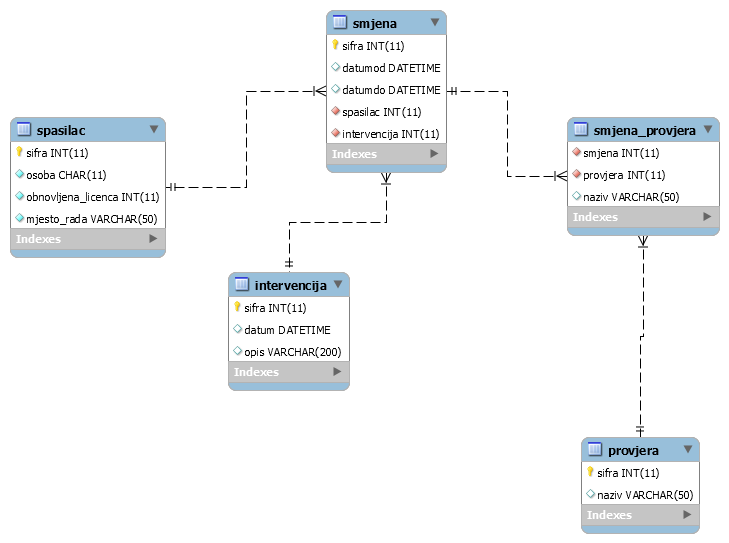 smjena
sifra INT(11)
datumod DATETIME
datumdo DATETIME
spasilac INT(11)
intervencija INT(11)
Indexes
spasilac
sifra INT(11)
osoba CHAR(11)
obnovljena_licenca INT(11)
mjesto_rada VARCHAR(50)
Indexes
smjena_provjera
smjena INT(11)
provjera INT(11)
naziv VARCHAR(50)
Indexes
intervencija
sifra INT(11)
datum DATETIME
opis VARCHAR(200)
Indexes
provjera
sifra INT(11)
naziv VARCHAR(50)
Indexes